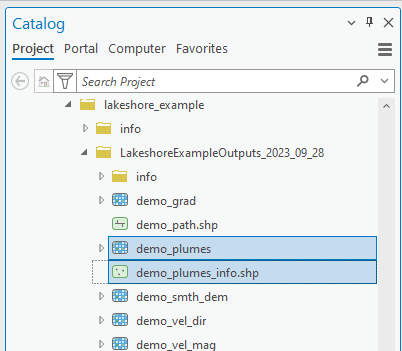 Catalog
Project Portal Computer Favorites
Search Project
lakeshore_example
info
LakeshoreExampleOutputs_2023_09_28
info
demo_grad
demo_path.shp
demo_plumes
demo_plumes_info.shp
demo_smth_dem
demo_vel_dir
demo_vel_mag